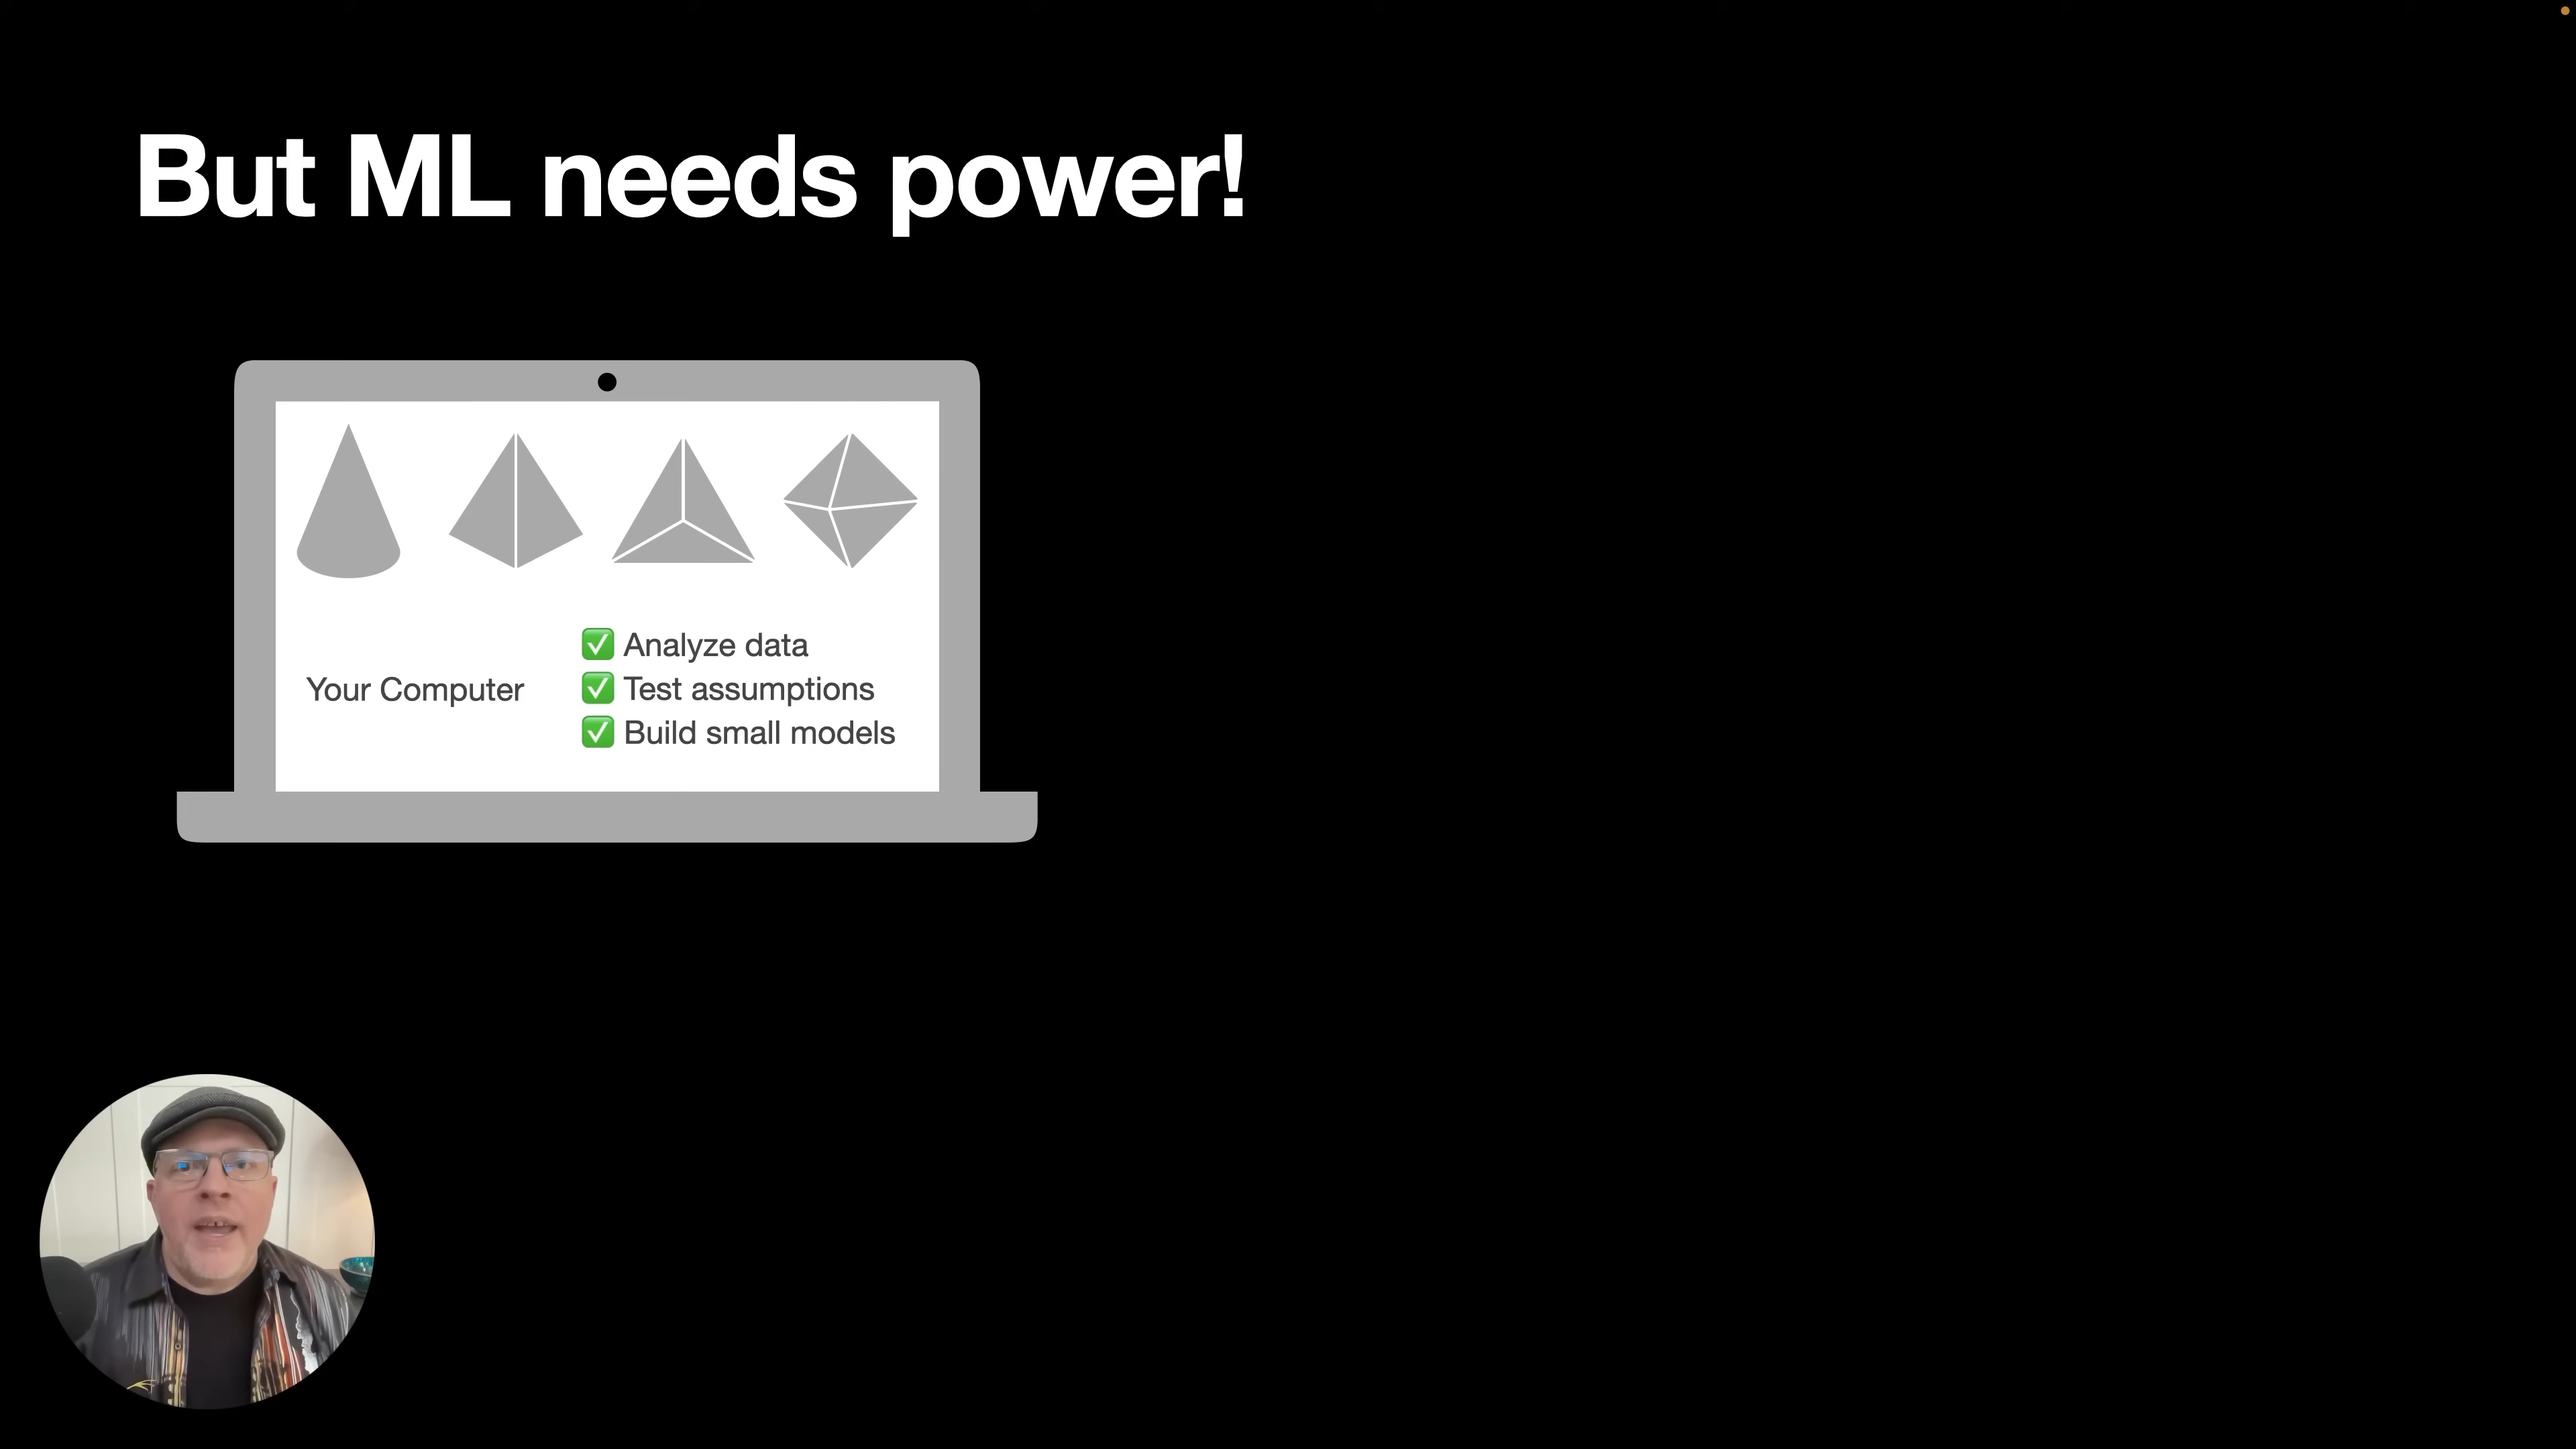 But ML needs power!
Your Computer
✅ Analyze data
✅ Test assumptions
✅ Build small models